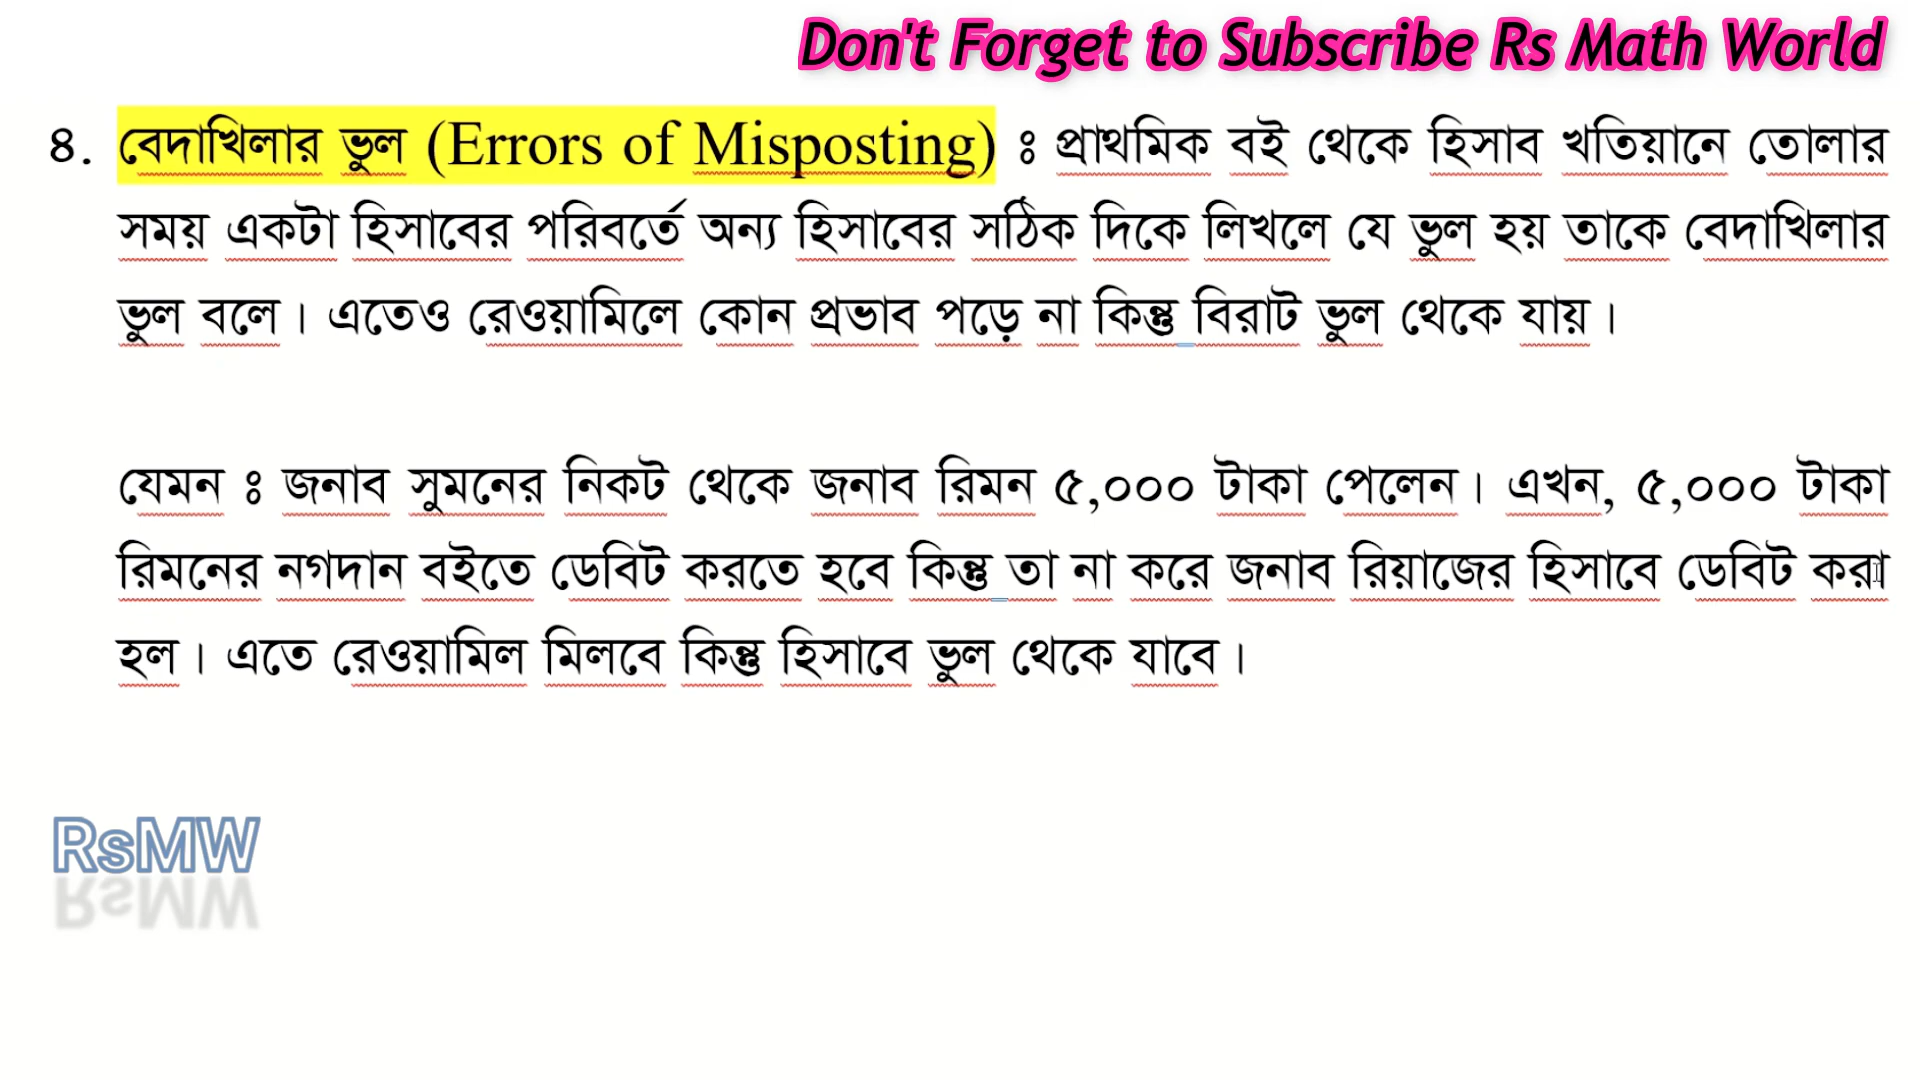 Don't Forget to Subscribe Rs Math World
৪. বেদাখিলার ভুল (Errors of Misposting) ঃ প্রাথমিক বই থেকে হিসাব খতিয়ানে তোলার
সময় একটা হিসাবের পরিবর্তে অন্য হিসাবের সঠিক দিকে লিখলে যে ভুল হয় তাকে বেদাখিলার
ভুল বলে। এতেও রেওয়ামিলে কোন প্রভাব পড়ে না কিন্তু বিরাট ভুল থেকে যায়।
যেমন ঃ জনাব সুমনের নিকট থেকে জনাব রিমন ৫,০০০ টাকা পেলেন। এখন, ৫,০০০ টাকা
রিমনের নগদান বইতে ডেবিট করতে হবে কিন্তু তা না করে জনাব রিয়াজের হিসাবে ডেবিট করা
হল। এতে রেওয়ামিল মিলবে কিন্তু হিসাবে ভুল থেকে যাবে।
RsMW